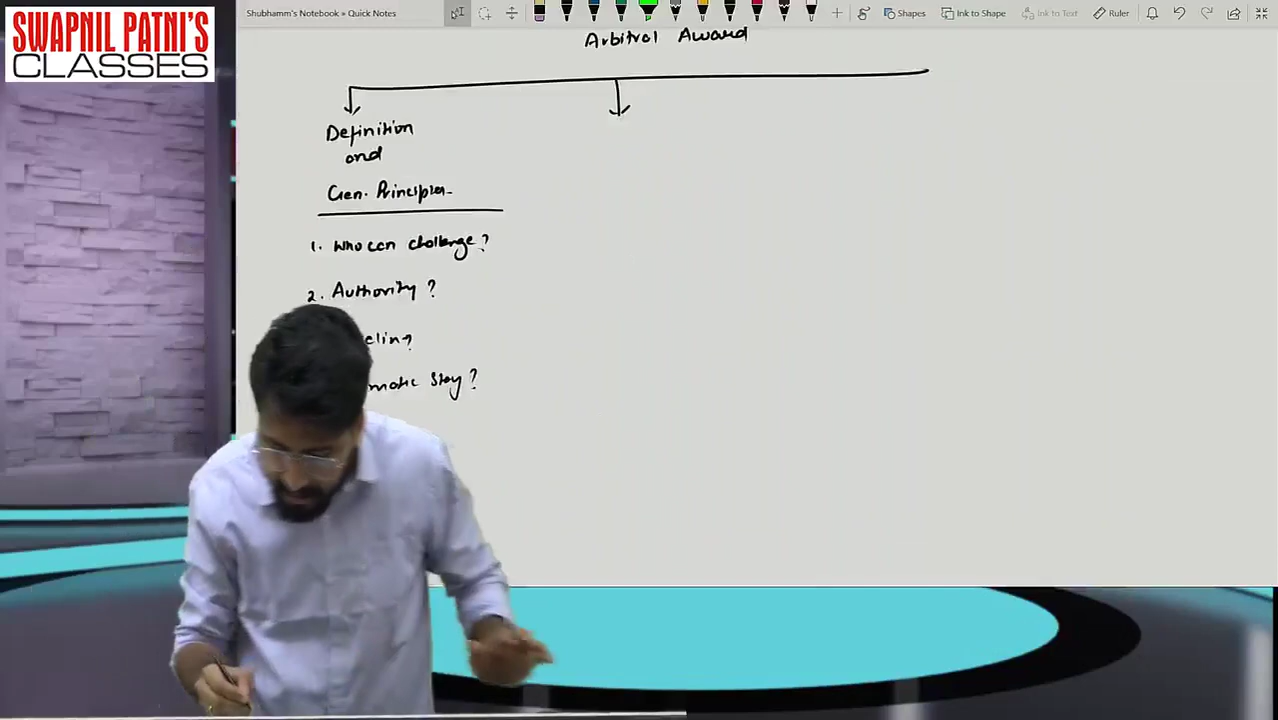 SWAPNIL PATNI'S
CLASSES
Shubhamm's Notebook » Quick Notes
Shapes
Ink to Shape
Ink to Text
Ruler
Arbitral Award
Definition
and
Gen. Principles
1. Who can challenge?
2. Authority?
Stay?